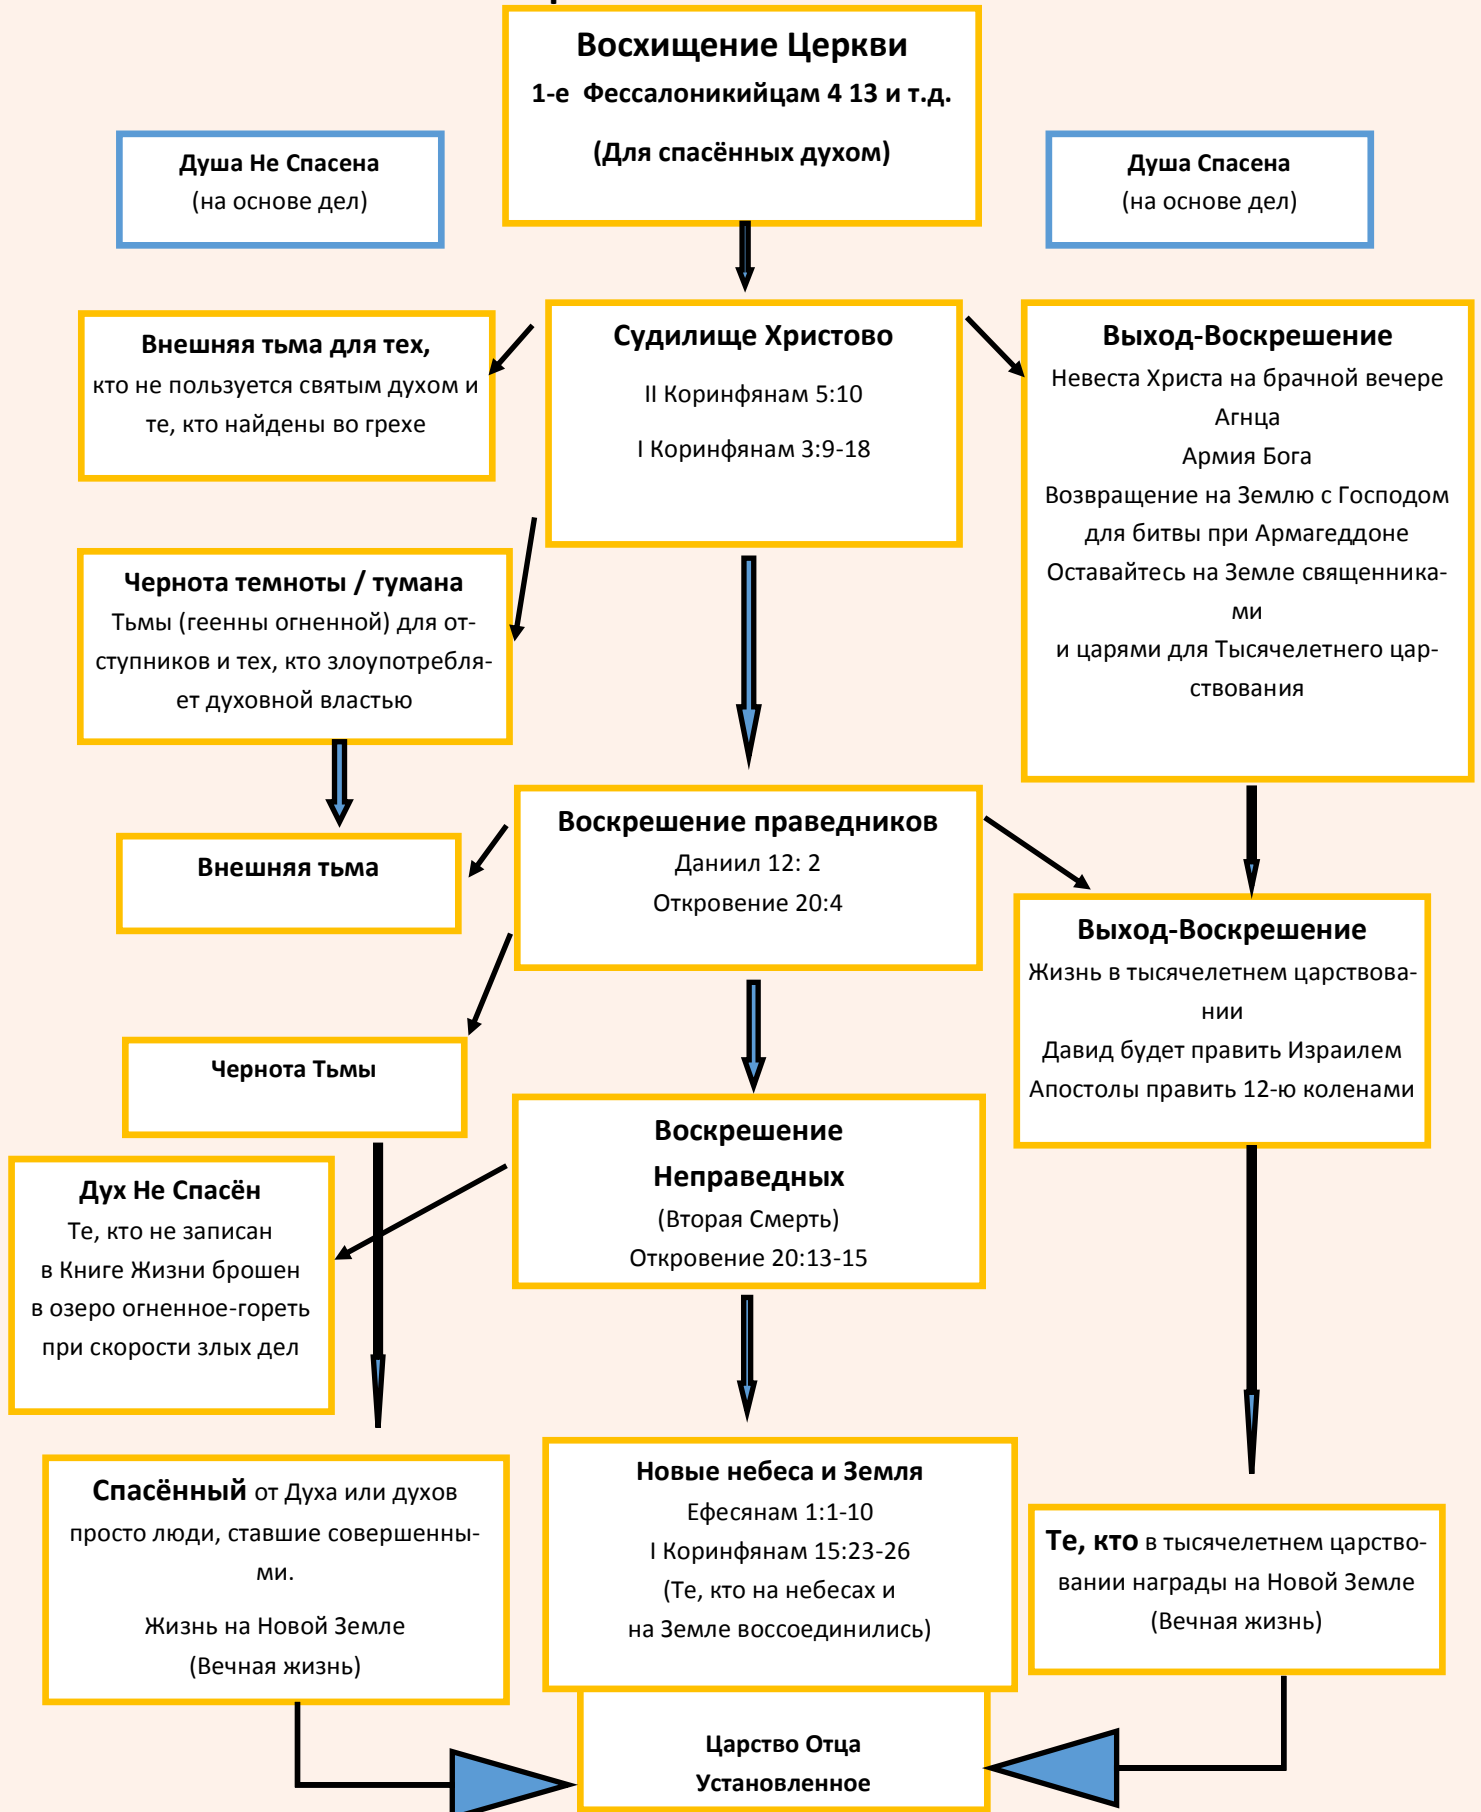 Восхищение Церкви
1-е Фессалоникийцам 4 13 и т.д.
(Для спасённых духом)
Душа Не Спасена
(на основе дел)
Душа Спасена
(на основе дел)
Внешняя тьма для тех,
кто не пользуется святым духом и
те, кто найдены во грехе
Судилище Христово
II Коринфянам 5:10
I Коринфянам 3:9-18
Выход-Воскрешение
Невеста Христа на брачной вечере
Агнца
Армия Бога
Возвращение на Землю с Господом
для битвы при Армагеддоне
Оставайтесь на Земле священника-
ми
и царями для Тысячелетнего цар-
ствования
Чернота темноты / тумана
Тьмы (геенны огненной) для от-
ступников и тех, кто злоупотребля-
ет духовной властью
Внешняя тьма
Воскрешение праведников
Даниил 12: 2
Откровение 20:4
Выход-Воскрешение
Жизнь в тысячелетнем царствова-
нии
Давид будет править Израилем
Апостолы править 12-ю коленами
Чернота Тьмы
Воскрешение
Неправедных
(Вторая Смерть)
Откровение 20:13-15
Дух Не Спасён
Те, кто не записан
в Книге Жизни брошен
в озеро огненное-гореть
при скорости злых дел
Спасённый от Духа или духов
просто люди, ставшие совершенны-
ми.
Жизнь на Новой Земле
(Вечная жизнь)
Новые небеса и Земля
Ефесянам 1:1-10
I Коринфянам 15:23-26
(Те, кто на небесах и
на Земле воссоединились)
Те, кто в тысячелетнем царство-
вании награды на Новой Земле
(Вечная жизнь)
Царство Отца
Установленное